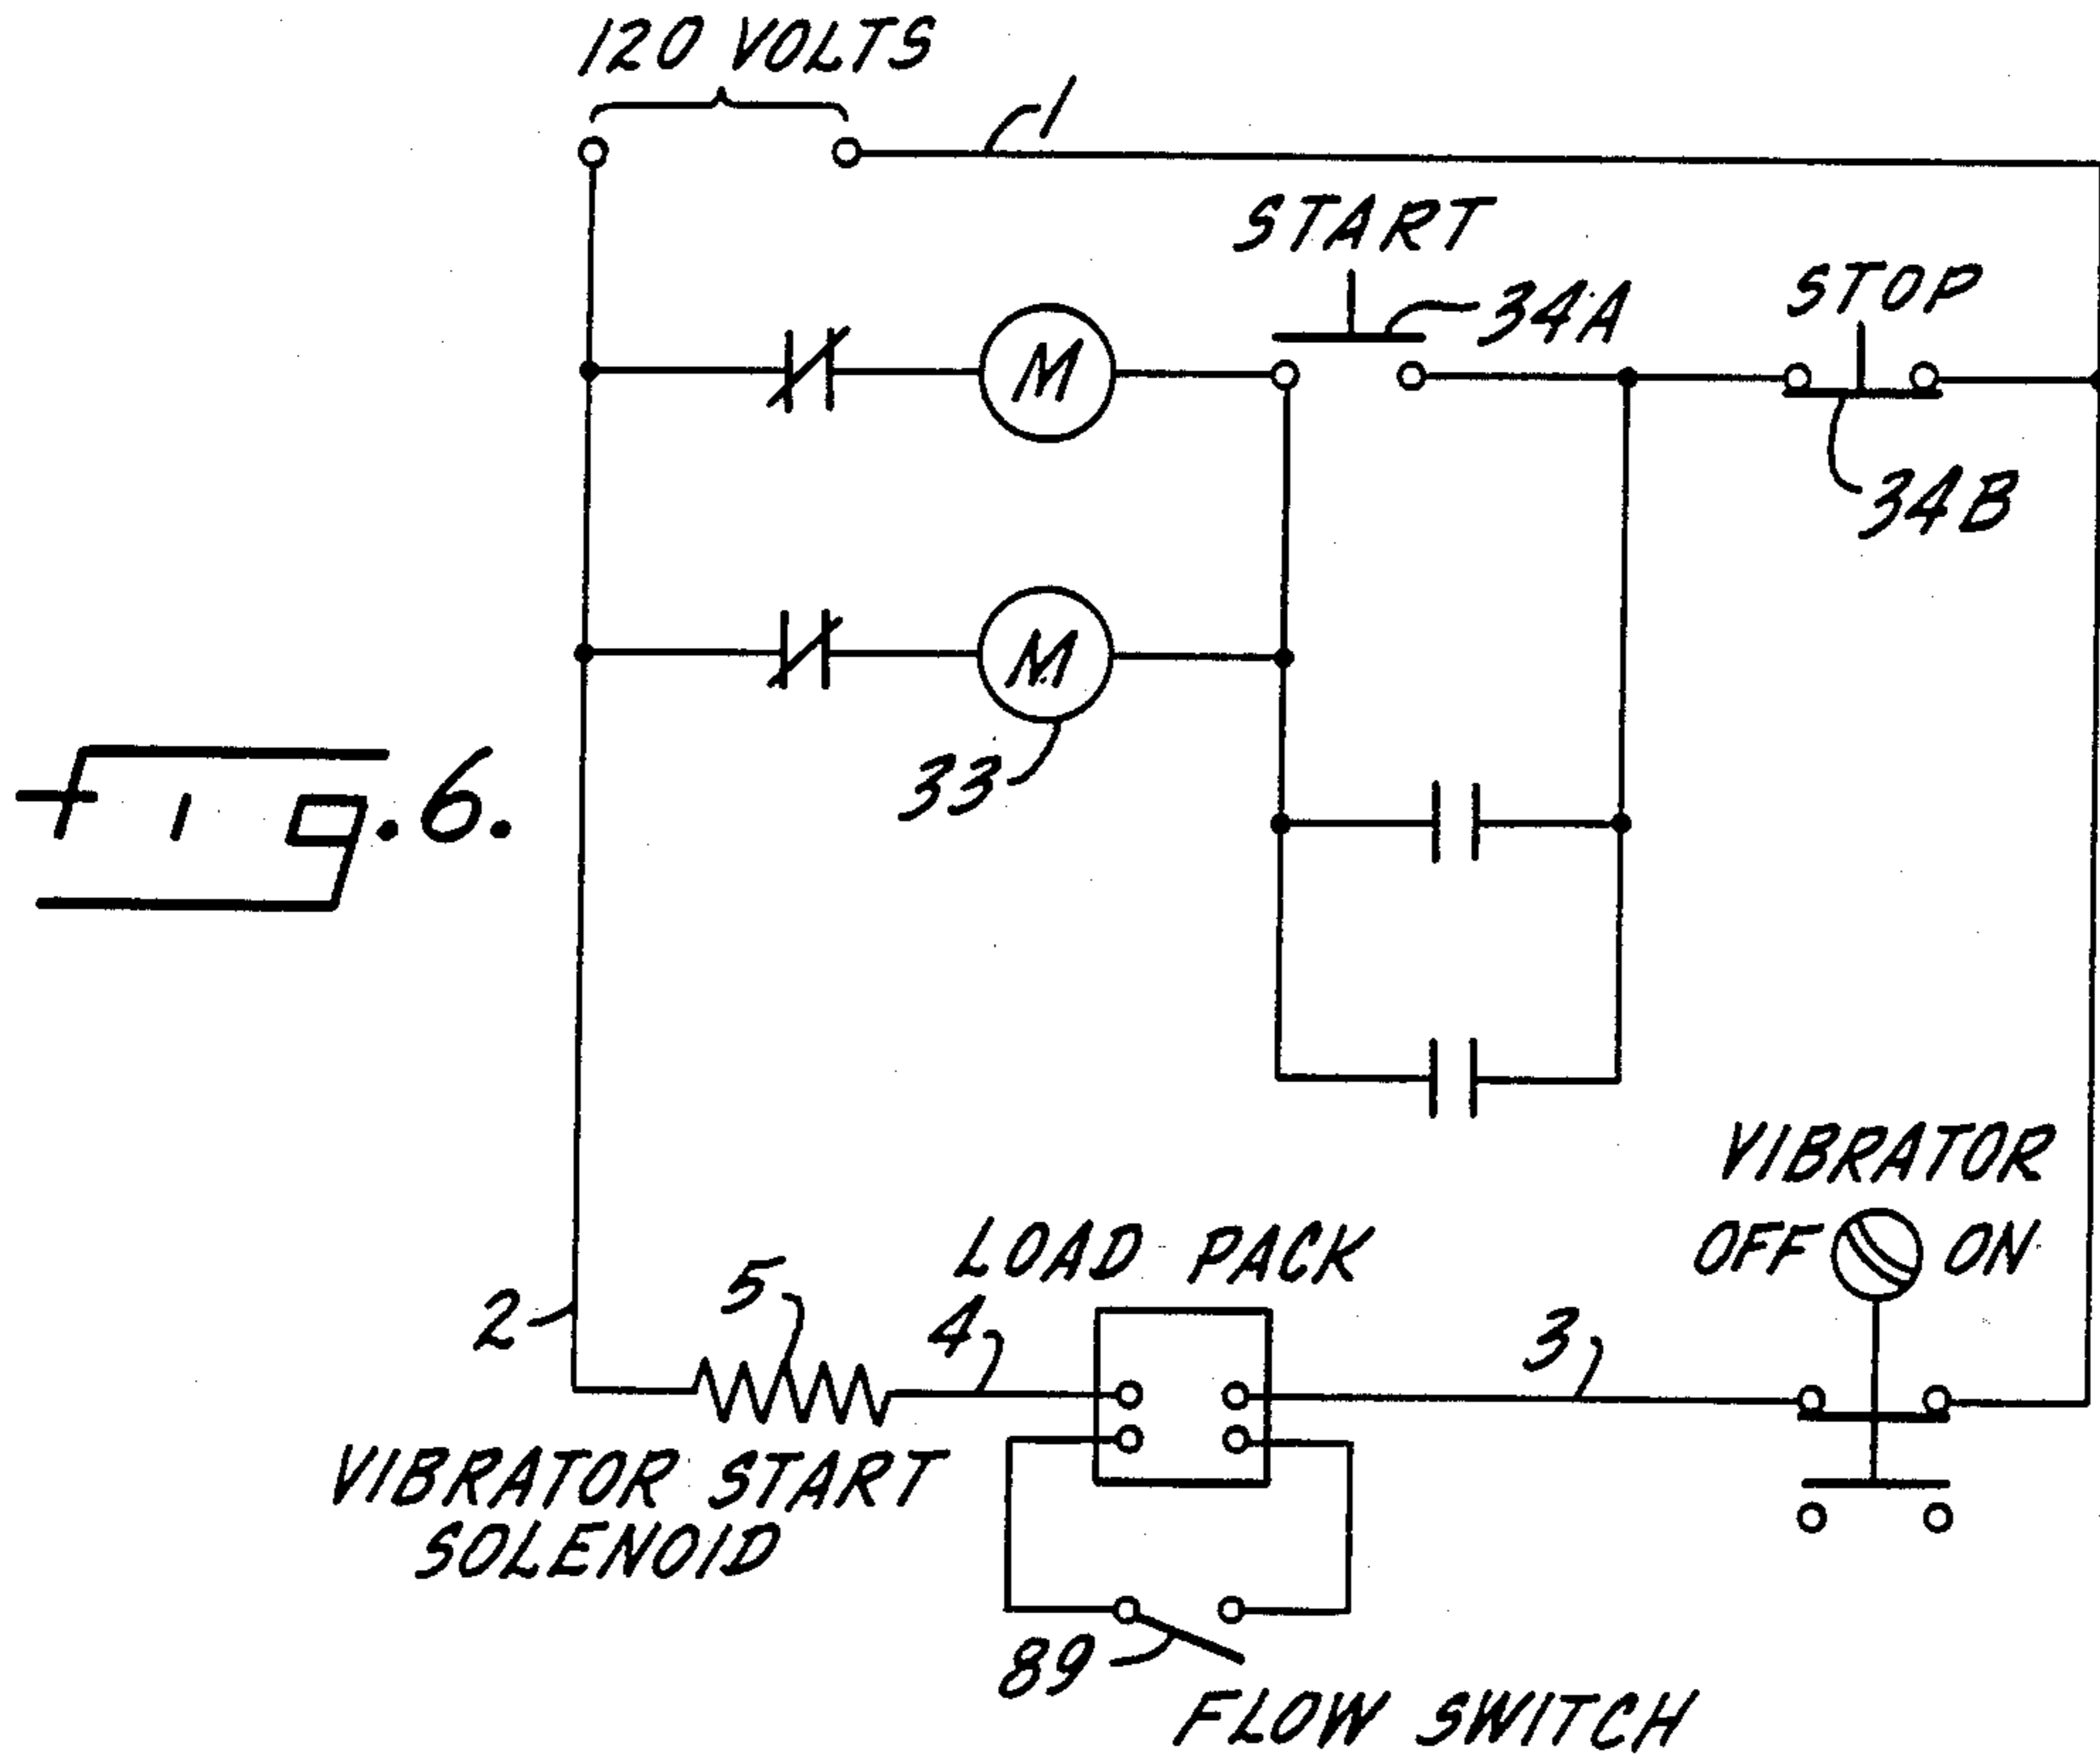 120 VOLTS
1
START
34A
STOP
34B
M
M
33
Fig. 6.
VIBRATOR
OFF ON
LOAD PACK
2
5
4
3
VIBRATOR START
SOLENOID
89
FLOW SWITCH